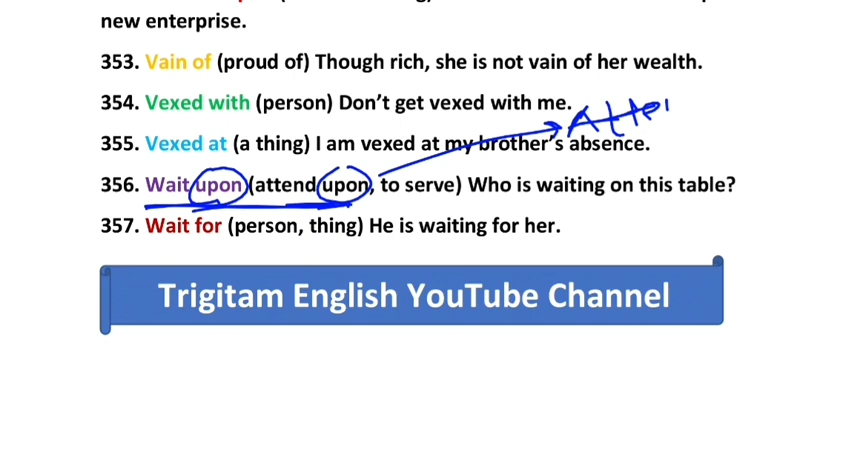 new enterprise.
353. Vain of (proud of) Though rich, she is not vain of her wealth.
354. Vexed with (person) Don't get vexed with me.
355. Vexed at (a thing) I am vexed at my brother's absence.
356. Wait upon (attend upon, to serve) Who is waiting on this table?
357. Wait for (person, thing) He is waiting for her.
Trigitam English YouTube Channel